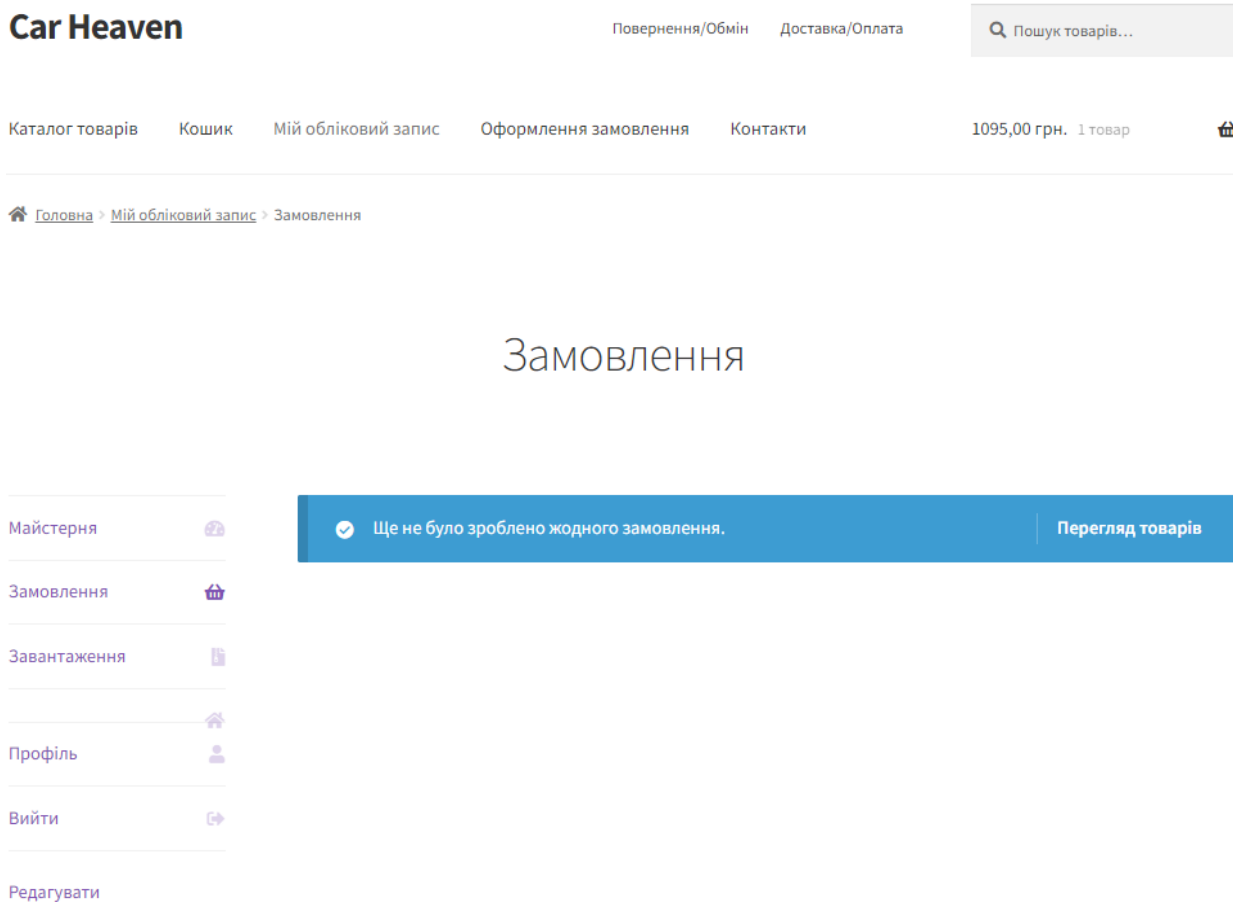 Car Heaven
Повернення/Обмін Доставка/Оплата Пошук товарів…
Каталог товарів Кошик Мій обліковий запис Оформлення замовлення Контакти 1095,00 грн. 1 товар
Головна > Мій обліковий запис > Замовлення
Замовлення
Майстерня
Замовлення
Завантаження
Профіль
Вийти
Редагувати
Ще не було зроблено жодного замовлення. Перегляд товарів